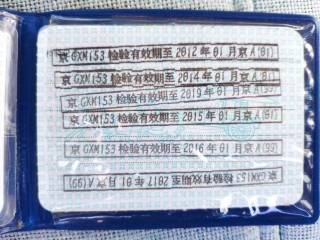 京GXM153检验有效期至2012年01月京A(01)
京GXM153检验有效期至2014年01月京A(01)
京GXM153检验有效期至2019年01月京A(99)
京GXM153检验有效期至2015年01月京A(01)
京GXM153检验有效期至2016年01月京A(99)
京GXM153检验有效期至2017年01月京A(99)